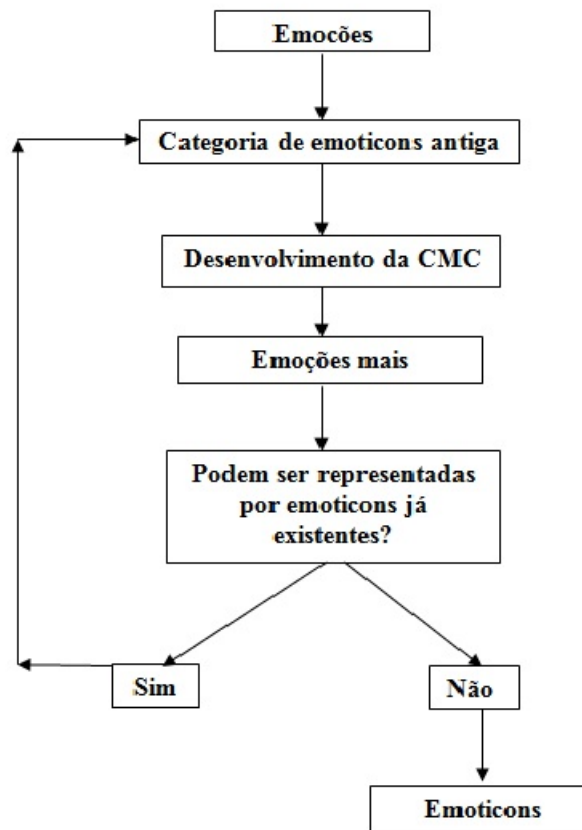 Emocões
Categoria de emoticons antiga
Desenvolvimento da CMC
Emoções mais
Podem ser representadas
por emoticons já
existentes?
Sim
Não
Emoticons